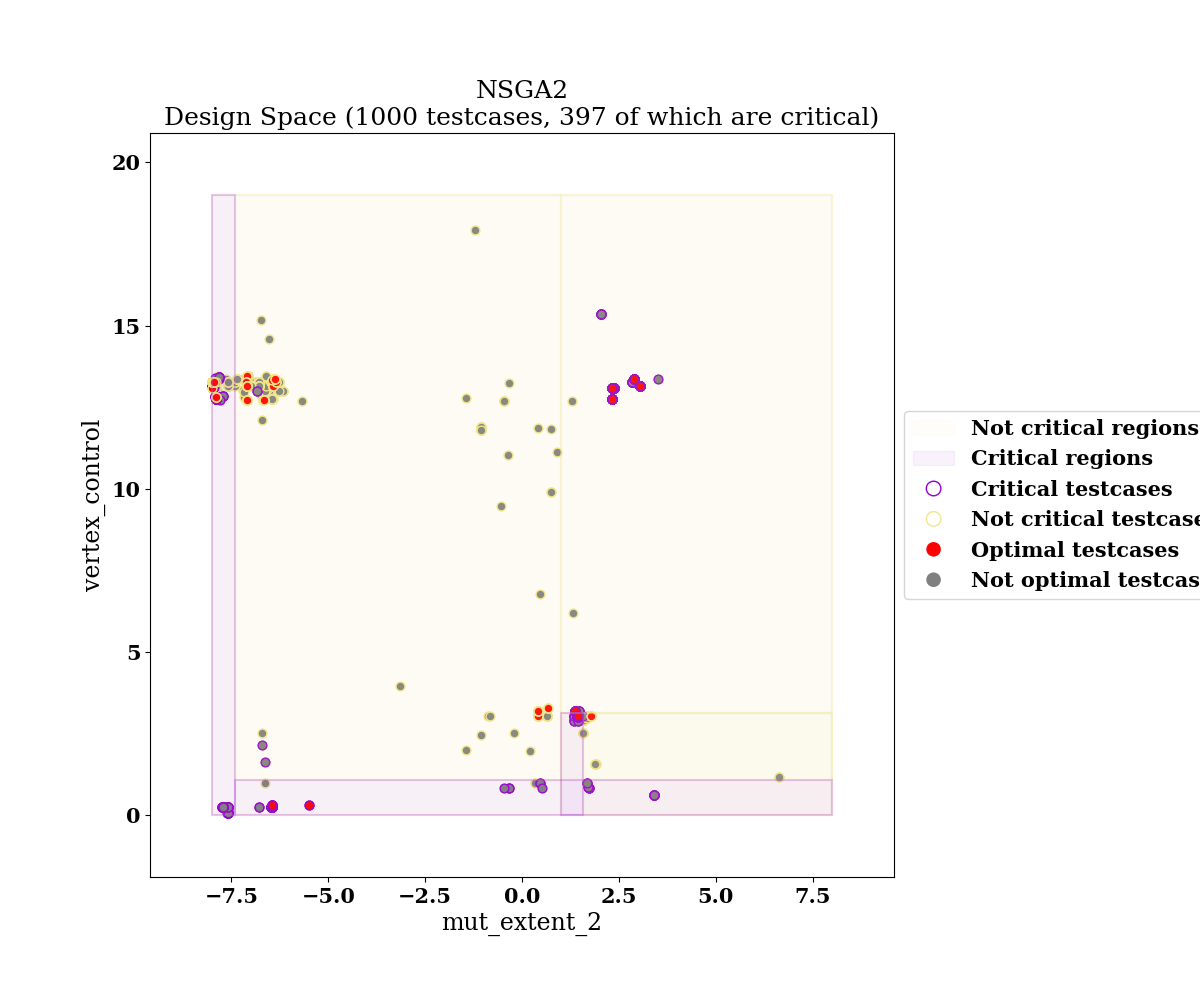 NSGA2
Design Space (1000 testcases, 397 of which are critical)
20
15
10
5
0
vertex_control
−7.5 −5.0 −2.5 0.0 2.5 5.0 7.5
mut_extent_2
Not critical regions
Critical regions
Critical testcases
Not critical testcase
Optimal testcases
Not optimal testcas